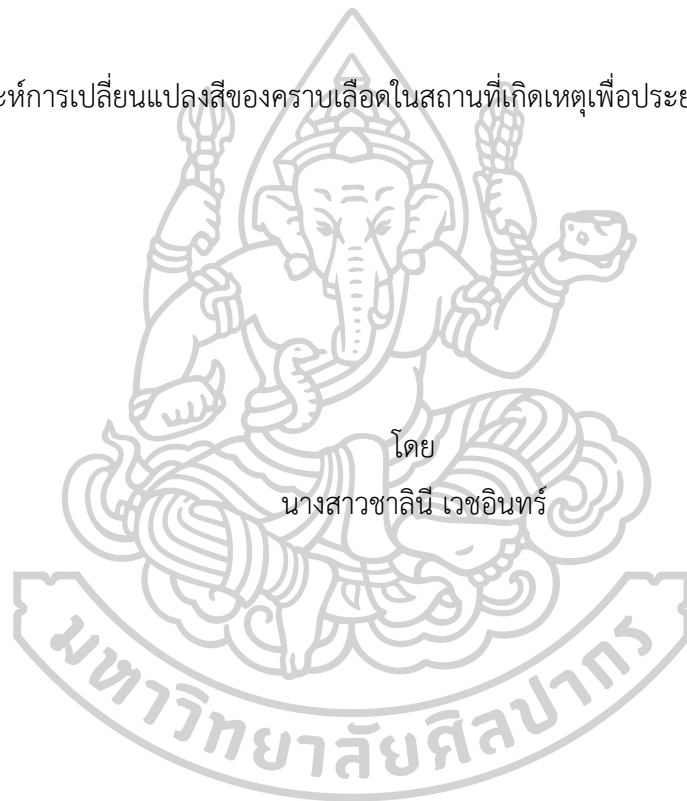 ะห์การเปลี่ยนแปลงสีของคราบเลือดในสถานที่เกิดเหตุเพื่อประย
โดย
นางสาวชาลินี เวชอินทร์
มหาวิทยาลัยศิลปากร